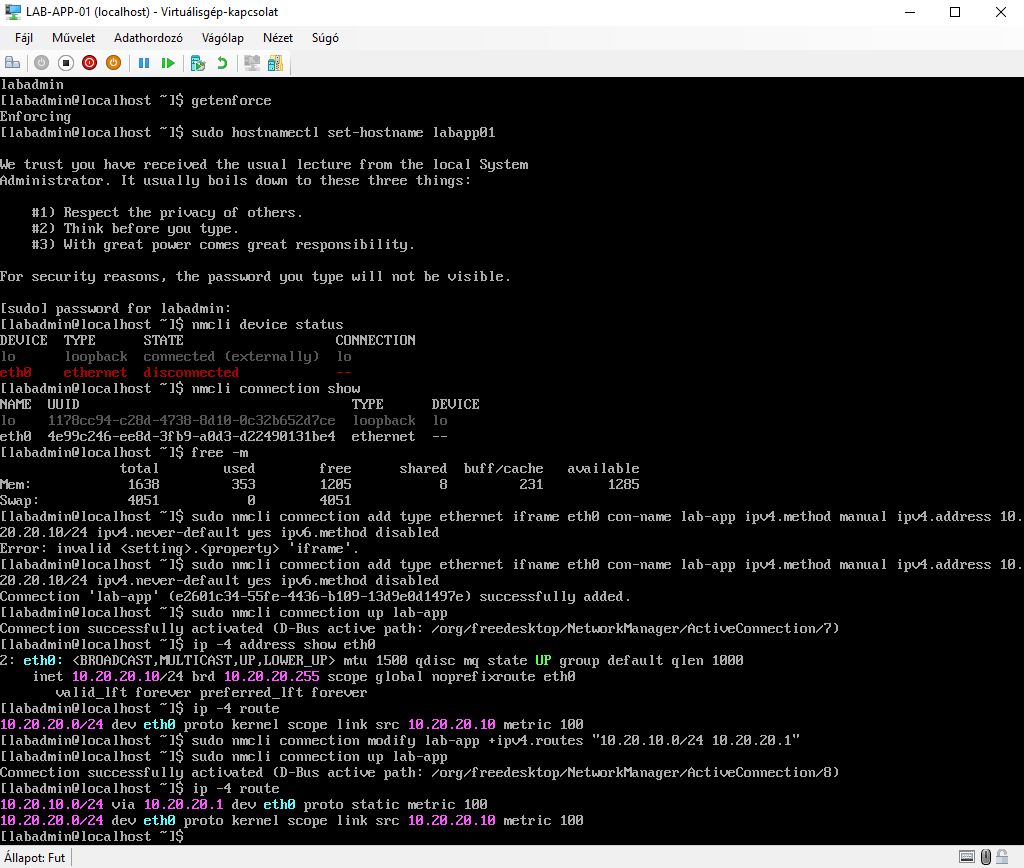 LAB-APP-01 (localhost) - Virtuálisgép-kapcsolat
Fájl Művelet Adathordozó Vágólap Nézet Súgó
labadmin
[labadmin@localhost ~]$ getenforce
Enforcing
[labadmin@localhost ~]$ sudo hostnamectl set-hostname labapp01
We trust you have received the usual lecture from the local System
Administrator. It usually boils down to these three things:
#1) Respect the privacy of others.
#2) Think before you type.
#3) With great power comes great responsibility.
For security reasons, the password you type will not be visible.
[sudo] password for labadmin:
[labadmin@localhost ~]$ nmcli device status
DEVICE TYPE STATE CONNECTION
lo loopback connected (externally) lo
eth0 ethernet disconnected --
[labadmin@localhost ~]$ nmcli connection show
NAME UUID TYPE DEVICE
lo 1178cc94-c28d-4738-8d10-0c32b652d7ce loopback lo
eth0 4e99c246-ee8d-3fb9-a0d3-d22490131be4 ethernet --
[labadmin@localhost ~]$ free -m
total used free shared buff/cache available
Mem: 1638 353 1205 8 231 1285
Swap: 4051 0 4051
[labadmin@localhost ~]$ sudo nmcli connection add type ethernet iframe eth0 con-name lab-app ipv4.method manual ipv4.address 10.
20.20.10/24 ipv4.never-default yes ipv6.method disabled
Error: invalid <setting>.<property> 'iframe'.
[labadmin@localhost ~]$ sudo nmcli connection add type ethernet ifname eth0 con-name lab-app ipv4.method manual ipv4.address 10.
20.20.10/24 ipv4.never-default yes ipv6.method disabled
Connection 'lab-app' (e2601c34-55fe-4436-b109-13d9e0d1497e) successfully added.
[labadmin@localhost ~]$ sudo nmcli connection up lab-app
Connection successfully activated (D-Bus active path: /org/freedesktop/NetworkManager/ActiveConnection/7)
[labadmin@localhost ~]$ ip -4 address show eth0
2: eth0: <BROADCAST,MULTICAST,UP,LOWER_UP> mtu 1500 qdisc mq state UP group default qlen 1000
inet 10.20.20.10/24 brd 10.20.20.255 scope global noprefixroute eth0
valid_lft forever preferred_lft forever
[labadmin@localhost ~]$ ip -4 route
10.20.20.0/24 dev eth0 proto kernel scope link src 10.20.20.10 metric 100
[labadmin@localhost ~]$ sudo nmcli connection modify lab-app +ipv4.routes "10.20.10.0/24 10.20.20.1"
[labadmin@localhost ~]$ sudo nmcli connection up lab-app
Connection successfully activated (D-Bus active path: /org/freedesktop/NetworkManager/ActiveConnection/8)
[labadmin@localhost ~]$ ip -4 route
10.20.10.0/24 via 10.20.20.1 dev eth0 proto static metric 100
10.20.20.0/24 dev eth0 proto kernel scope link src 10.20.20.10 metric 100
[labadmin@localhost ~]$
Állapot: Fut